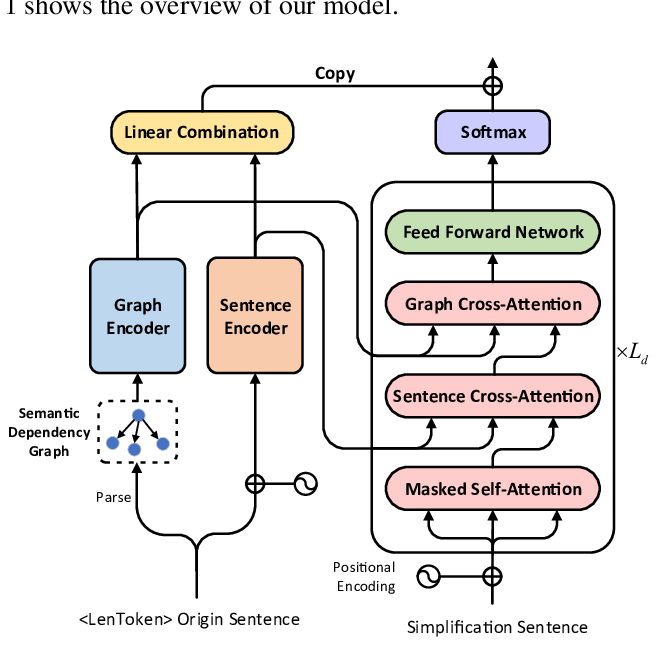 1 shows the overview of our model.
Copy
Linear Combination
Softmax
Feed Forward Network
Graph
Encoder
Sentence
Encoder
Graph Cross-Attention
×L_d
Sentence Cross-Attention
Semantic
Dependency
Graph
Masked Self-Attention
Parse
Positional
Encoding
<LenToken> Origin Sentence
Simplification Sentence